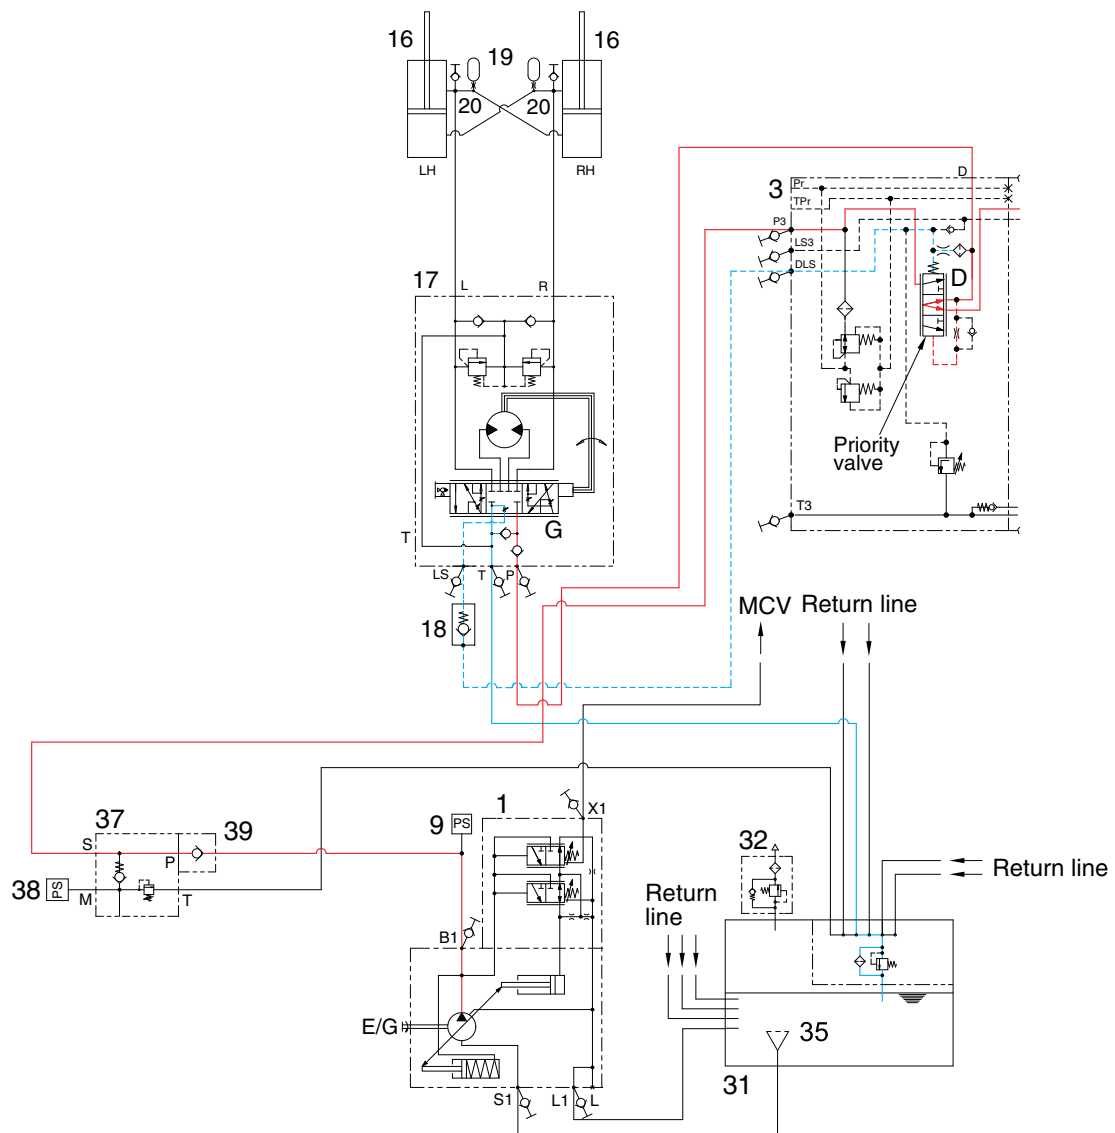 16
19
16
20
20
LH
RH
D
3
Pr
TPr
P3
LS3
DLS
D
17
L
R
Priority
valve
G
T
T3
LS
T
P
18
MCV
Return line
1
X1
37
39
9
PS
32
S
P
38
PS
M
T
Return line
Return
line
B1
E/G
35
31
S1
L1
L